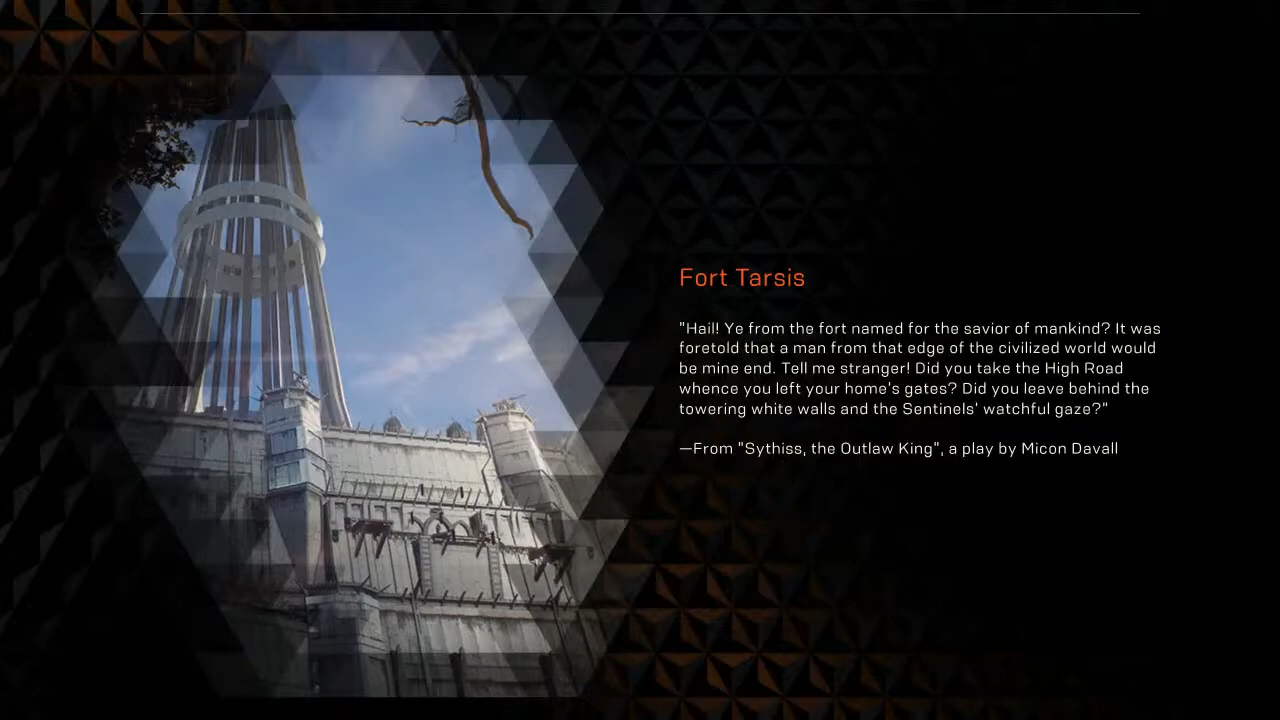 Fort Tarsis
"Hail! Ye from the fort named for the savior of mankind? It was
foretold that a man from that edge of the civilized world would
be mine end. Tell me stranger! Did you take the High Road
whence you left your home's gates? Did you leave behind the
towering white walls and the Sentinels' watchful gaze?"
—From "Sythiss, the Outlaw King", a play by Micon Davall